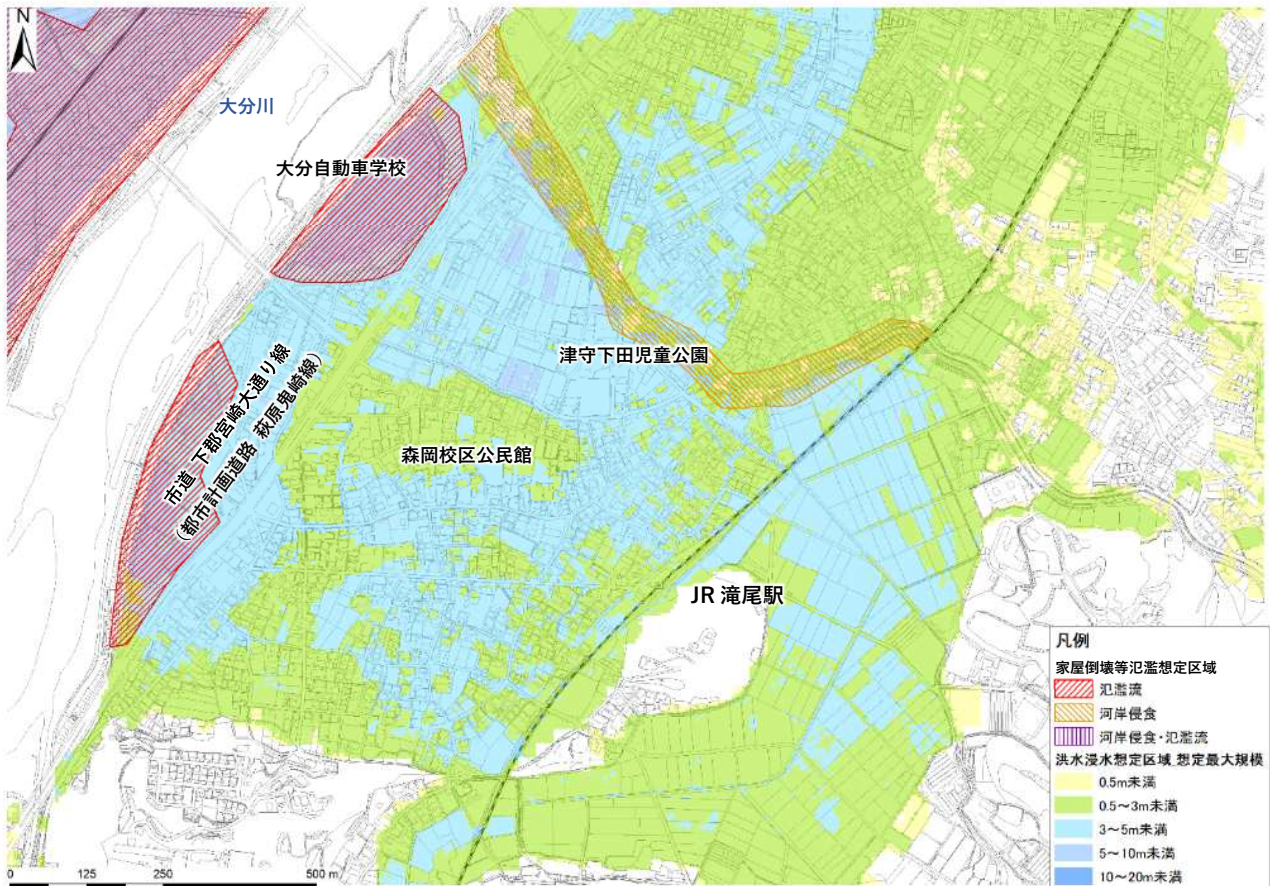 N
大分川
大分自動車学校
津守下田児童公園
市道 下郡宮崎大通り線
(都市計画道路 萩原鬼崎線)
森岡校区公民館
JR 滝尾駅
凡例
家屋倒壊等氾濫想定区域
氾濫流
河岸侵食
河岸侵食・氾濫流
洪水浸水想定区域 想定最大規模
0.5m未満
0.5～3m未満
3～5m未満
5～10m未満
10～20m未満
0 125 250 500 m